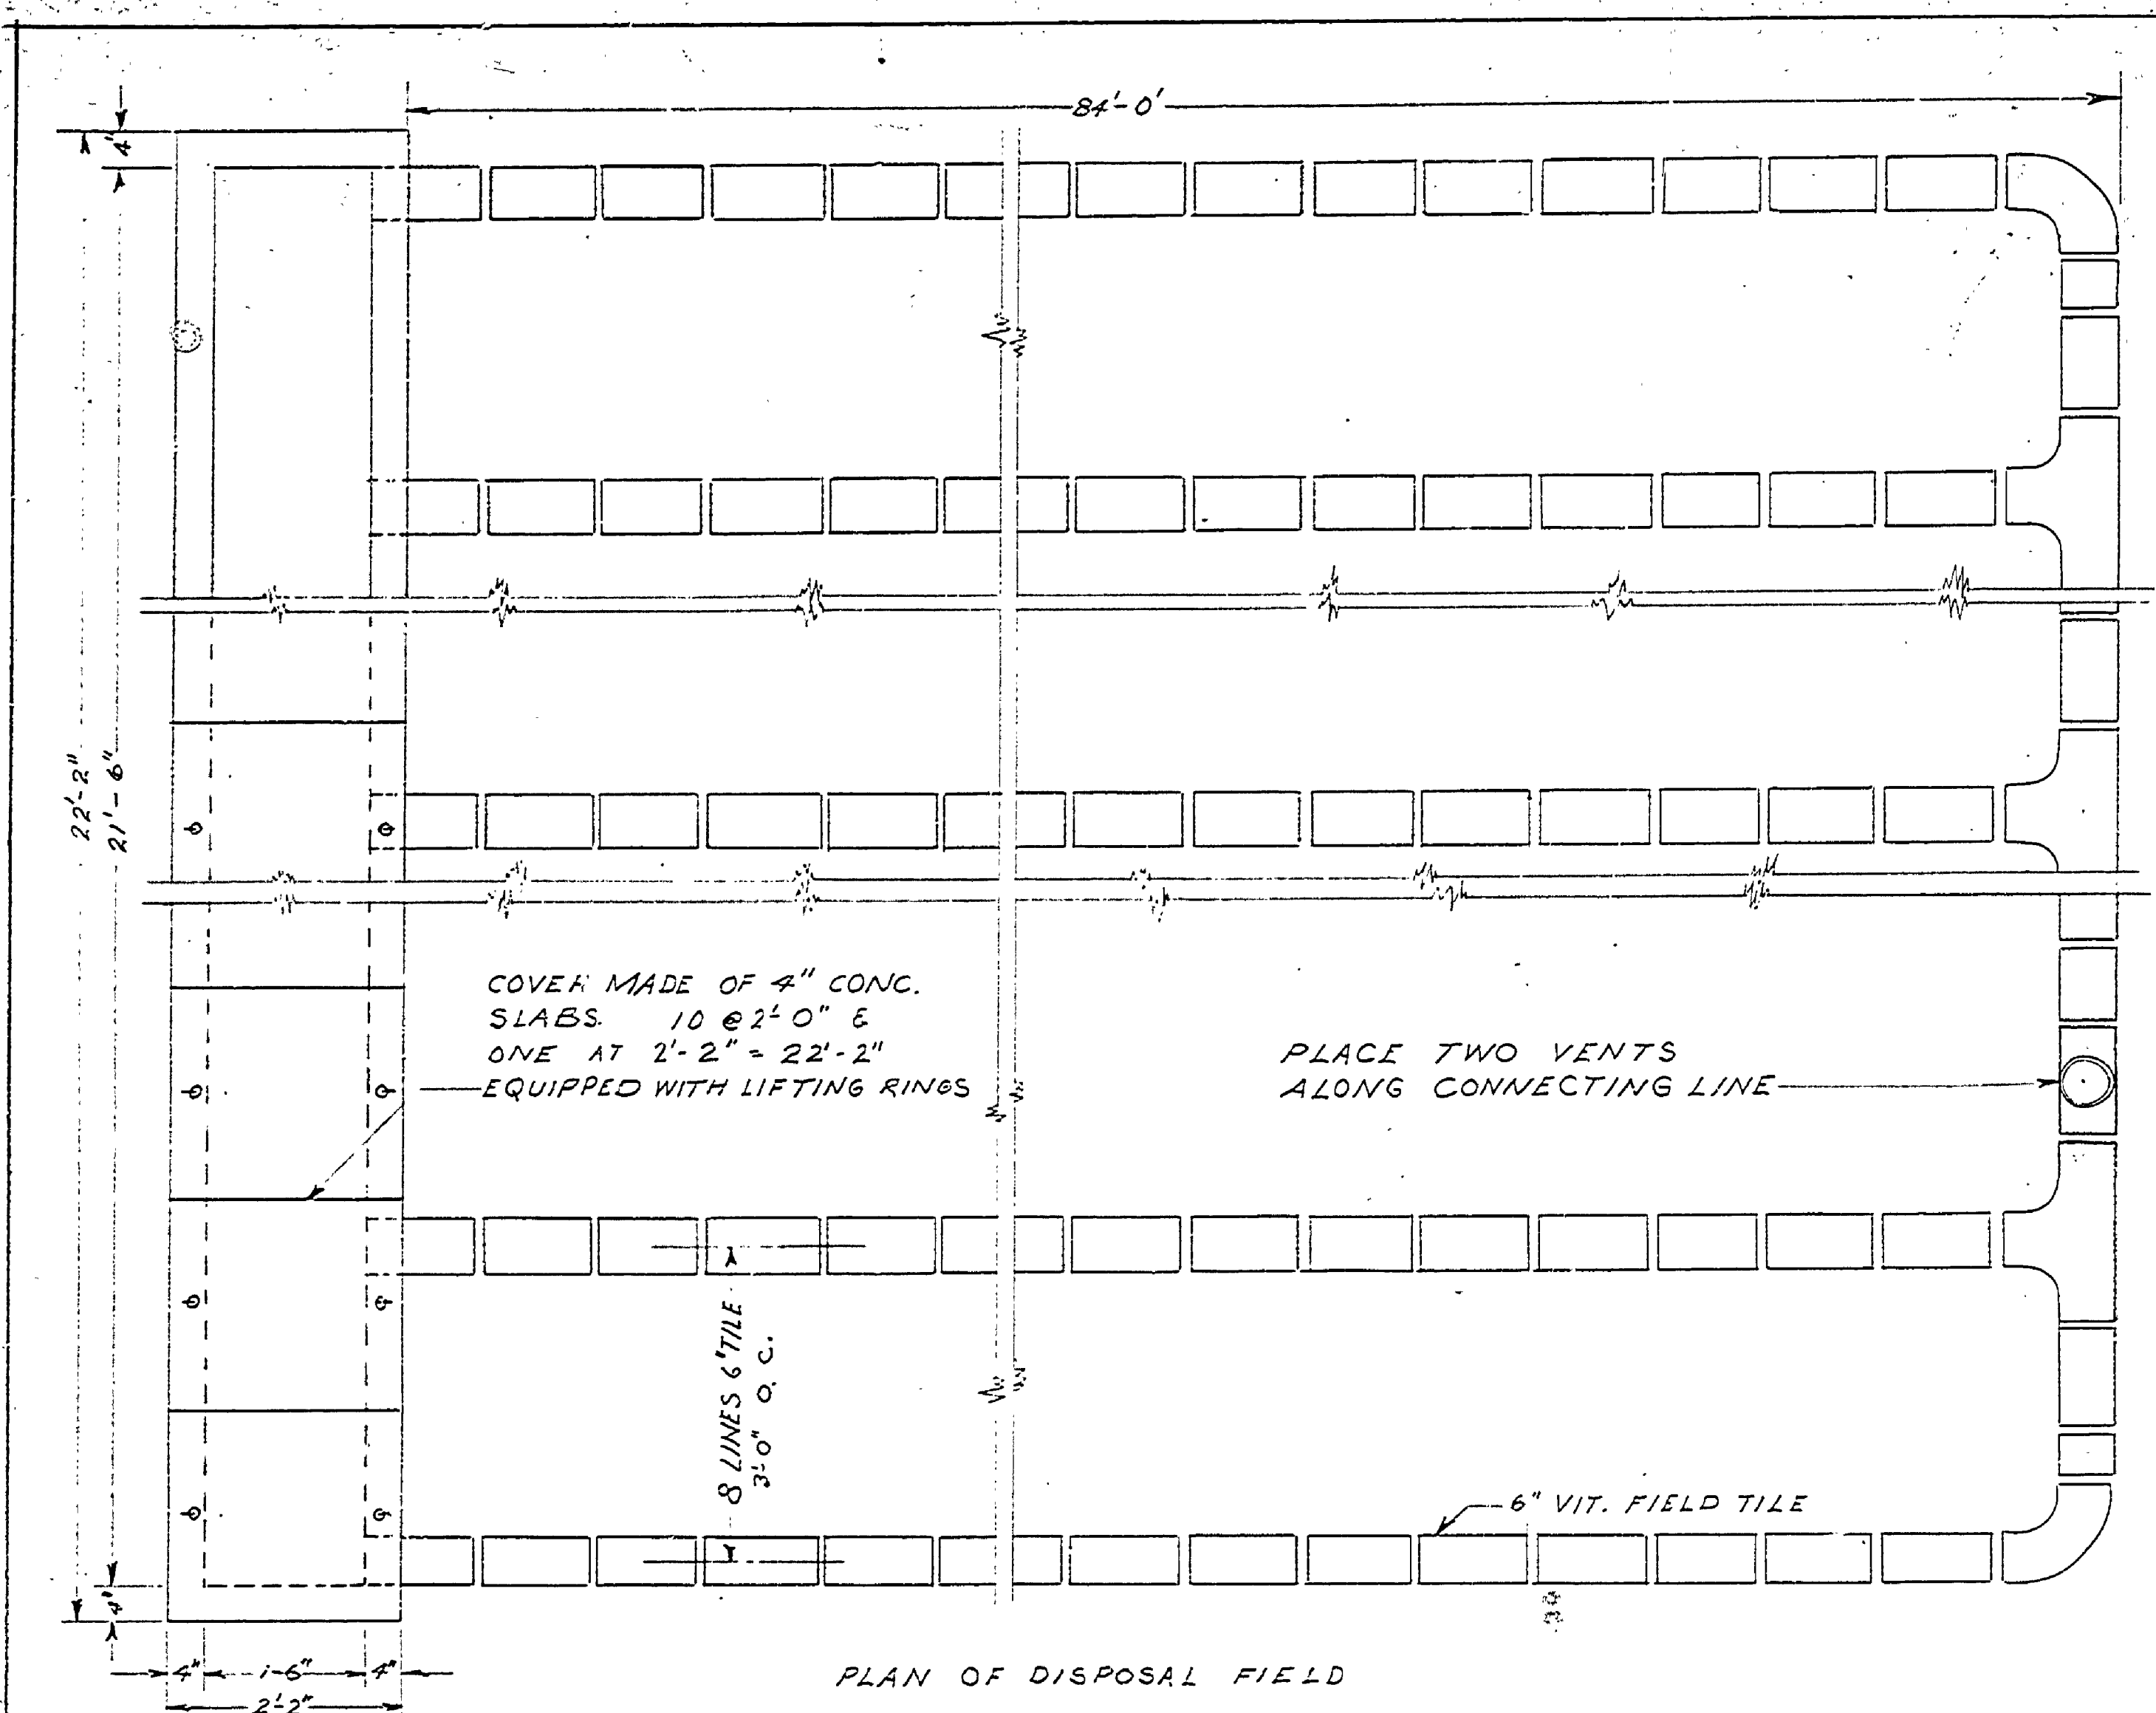 84'-0'
4'
22'-2"
21'-6"
COVER MADE OF 4" CONC.
SLABS. 10 @ 2'-0" &
ONE AT 2'-2" = 22'-2"
EQUIPPED WITH LIFTING RINGS
PLACE TWO VENTS
ALONG CONNECTING LINE
8 LINES 6" TILE
3'-0" O.C.
6" VIT. FIELD TILE
4'
4" 1-6" 4"
2'-2"
PLAN OF DISPOSAL FIELD